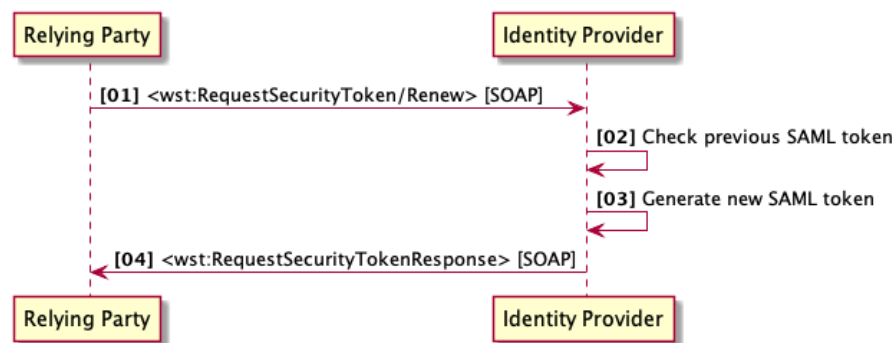 Relying Party
Identity Provider
[01] <wst:RequestSecurityToken/Renew> [SOAP]
[02] Check previous SAML token
[03] Generate new SAML token
[04] <wst:RequestSecurityTokenResponse> [SOAP]
Relying Party
Identity Provider